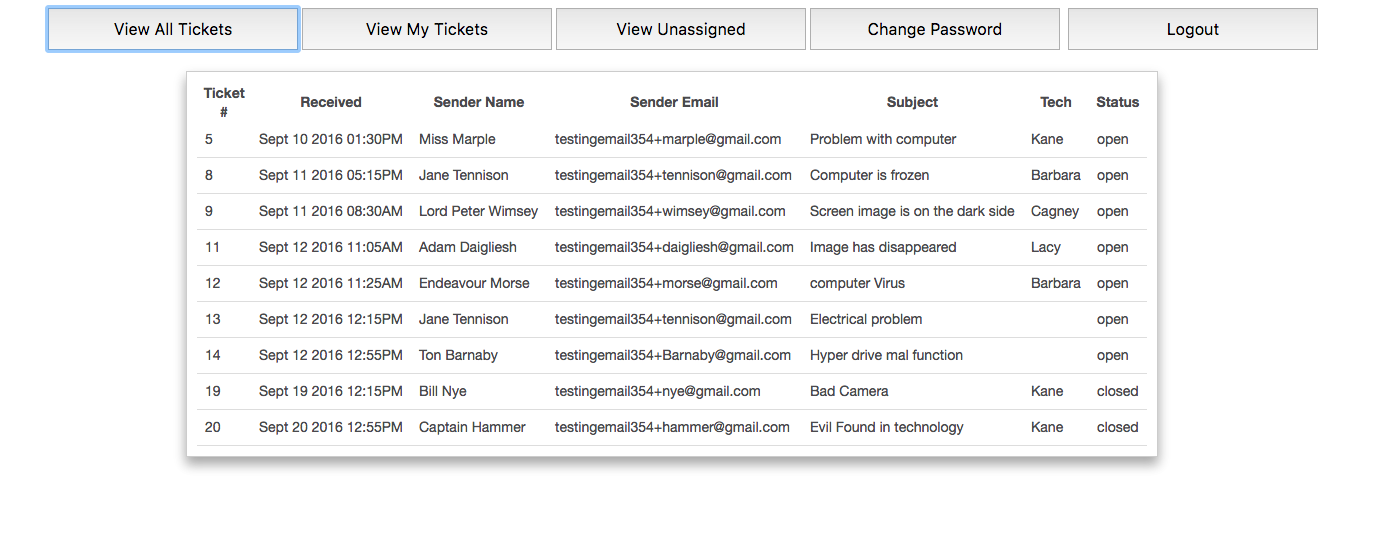 View All Tickets View My Tickets View Unassigned Change Password Logout
Ticket # Received Sender Name Sender Email Subject Tech Status
5 Sept 10 2016 01:30PM Miss Marple testingemail354+marple@gmail.com Problem with computer Kane open
8 Sept 11 2016 05:15PM Jane Tennison testingemail354+tennison@gmail.com Computer is frozen Barbara open
9 Sept 11 2016 08:30AM Lord Peter Wimsey testingemail354+wimsey@gmail.com Screen image is on the dark side Cagney open
11 Sept 12 2016 11:05AM Adam Daigliesh testingemail354+daigliesh@gmail.com Image has disappeared Lacy open
12 Sept 12 2016 11:25AM Endeavour Morse testingemail354+morse@gmail.com computer Virus Barbara open
13 Sept 12 2016 12:15PM Jane Tennison testingemail354+tennison@gmail.com Electrical problem open
14 Sept 12 2016 12:55PM Ton Barnaby testingemail354+Barnaby@gmail.com Hyper drive mal function open
19 Sept 19 2016 12:15PM Bill Nye testingemail354+nye@gmail.com Bad Camera Kane closed
20 Sept 20 2016 12:55PM Captain Hammer testingemail354+hammer@gmail.com Evil Found in technology Kane closed